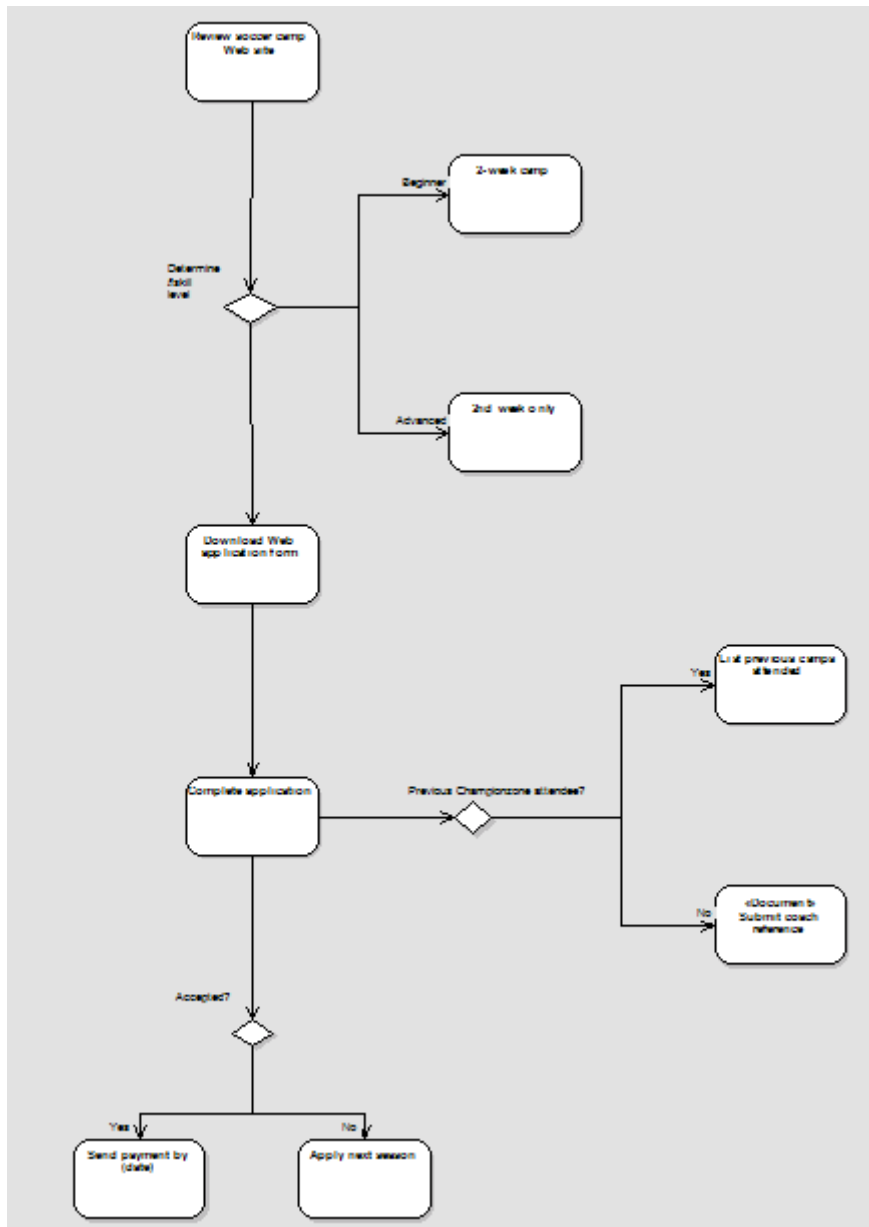 Review soccer camp
Web site
Beginner
2-week camp
Determine
level
Advanced
2nd week only
Download Web
application form
Yes
List previous camps
attended
Complete application
Previous Championzone attendee?
No
«Document»
Submit coach
reference
Accepted?
Yes
No
Send payment by
(date)
Apply next season